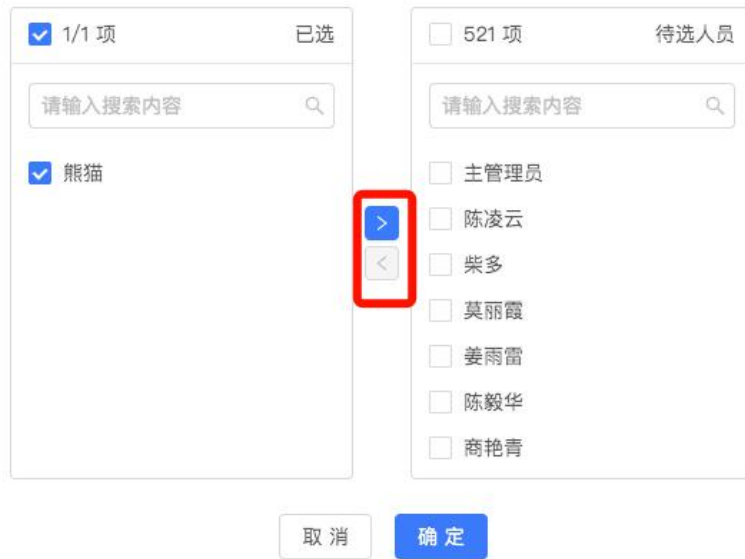 1/1 项 已选
请输入搜索内容
熊猫
521 项 待选人员
请输入搜索内容
主管理员
陈凌云
柴多
莫丽霞
姜雨雷
陈毅华
商艳青
取 消
确 定